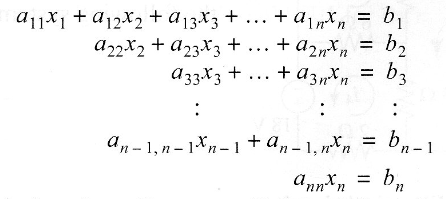 a₁₁x₁ + a₁₂x₂ + a₁₃x₃ + ... + a₁ₙxₙ = b₁
a₂₂x₂ + a₂₃x₃ + ... + a₂ₙxₙ = b₂
a₃₃x₃ + ... + a₃ₙxₙ = b₃
: : :
aₙ₋₁,ₙ₋₁xₙ₋₁ + aₙ₋₁,ₙxₙ = bₙ₋₁
aₙₙxₙ = bₙ